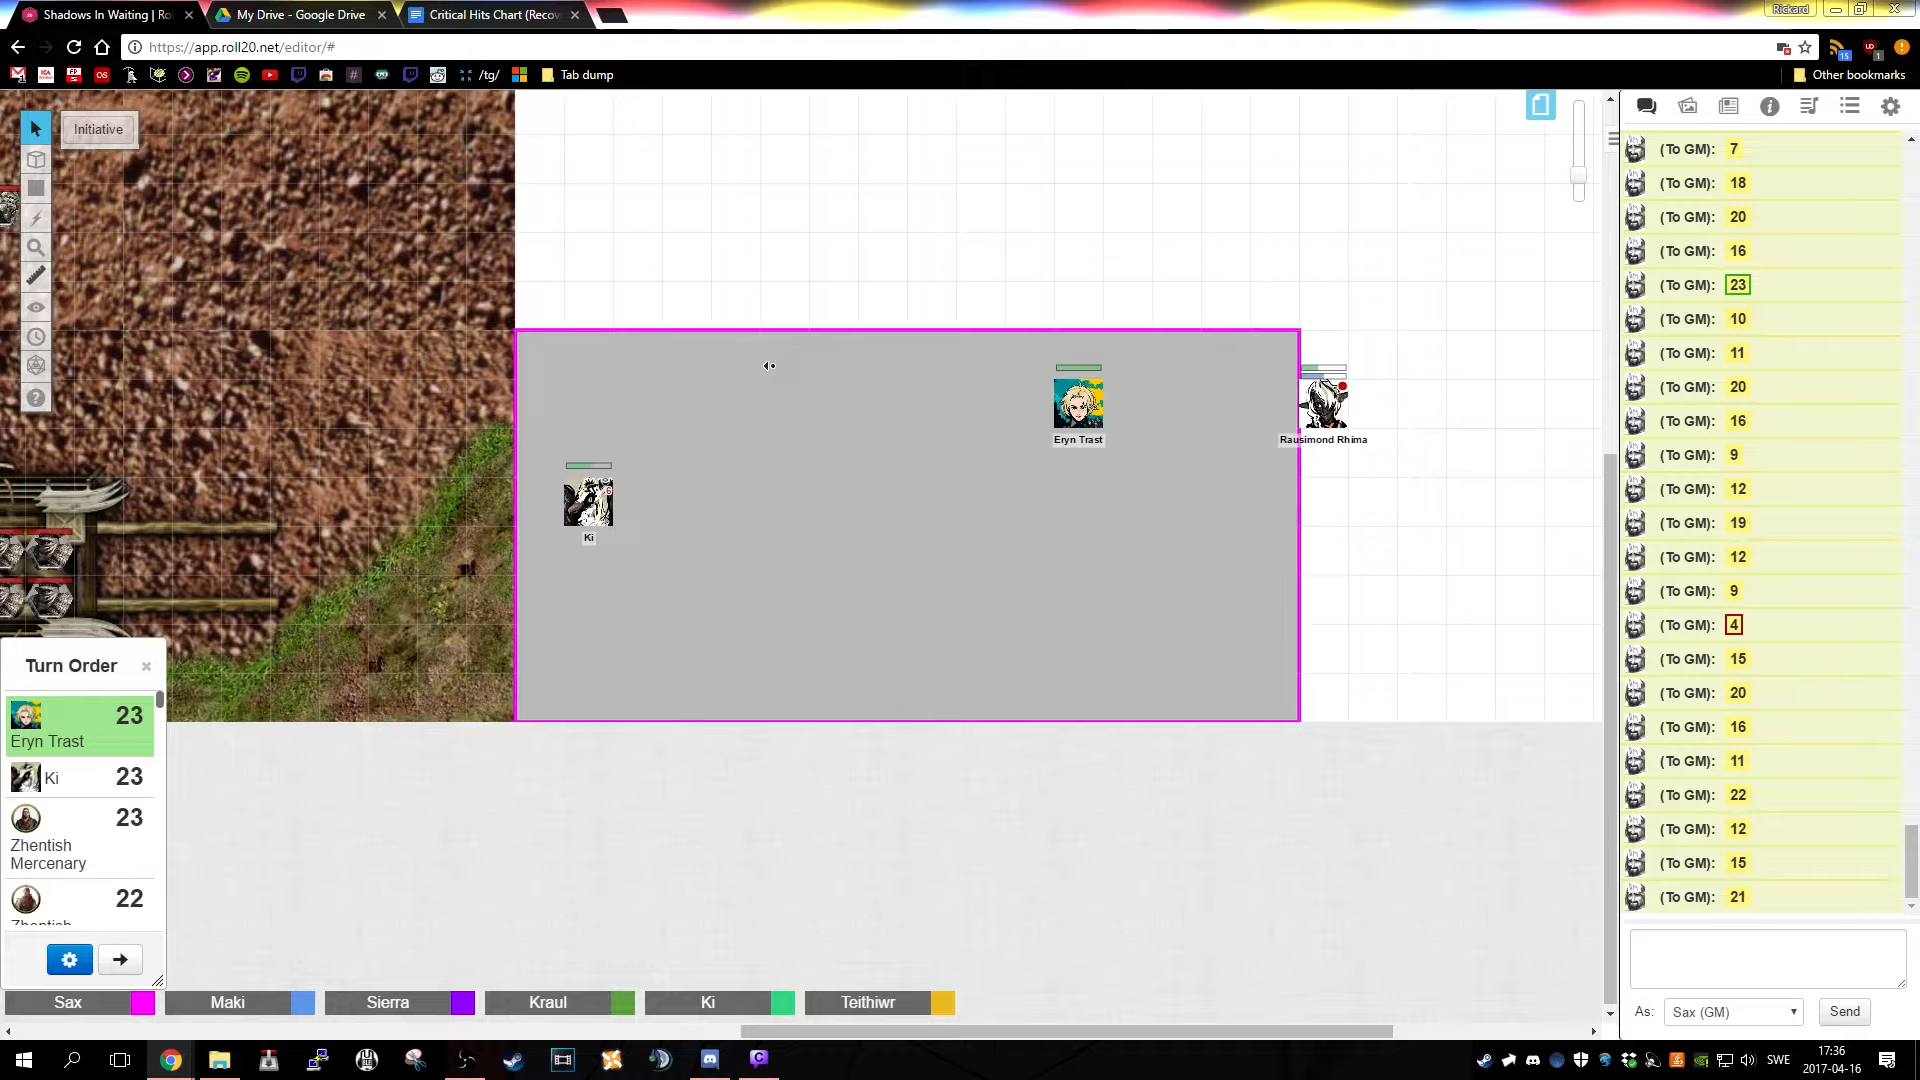 Shadows In Waiting | Ro
My Drive - Google Drive
Critical Hits Chart (Recov
Rickard
https://app.roll20.net/editor/#
/tg/
Tab dump
Other bookmarks
Initiative
Eryn Trast
Rausimond Rhima
6
Ki
Turn Order
23
Eryn Trast
Ki
23
23
Zhentish
Mercenary
22
Zhentish
Sax
Maki
Sierra
Kraul
Ki
Teithiwr
(To GM): 7
(To GM): 18
(To GM): 20
(To GM): 16
(To GM): 23
(To GM): 10
(To GM): 11
(To GM): 20
(To GM): 16
(To GM): 9
(To GM): 12
(To GM): 19
(To GM): 12
(To GM): 9
(To GM): 4
(To GM): 15
(To GM): 20
(To GM): 16
(To GM): 11
(To GM): 22
(To GM): 12
(To GM): 15
(To GM): 21
As: Sax (GM)
Send
SWE
17:36
2017-04-16